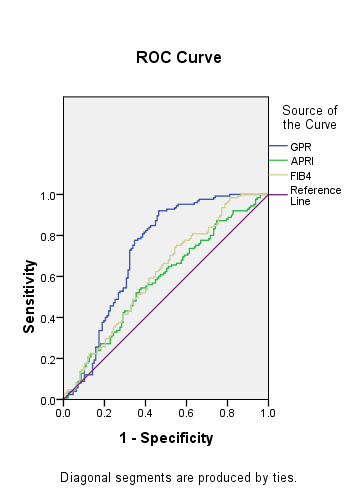 ROC Curve
Source of
the Curve
GPR
APRI
FIB4
Reference
Line
1.0
0.8
0.6
0.4
0.2
0.0
Sensitivity
0.0 0.2 0.4 0.6 0.8 1.0
1 - Specificity
Diagonal segments are produced by ties.